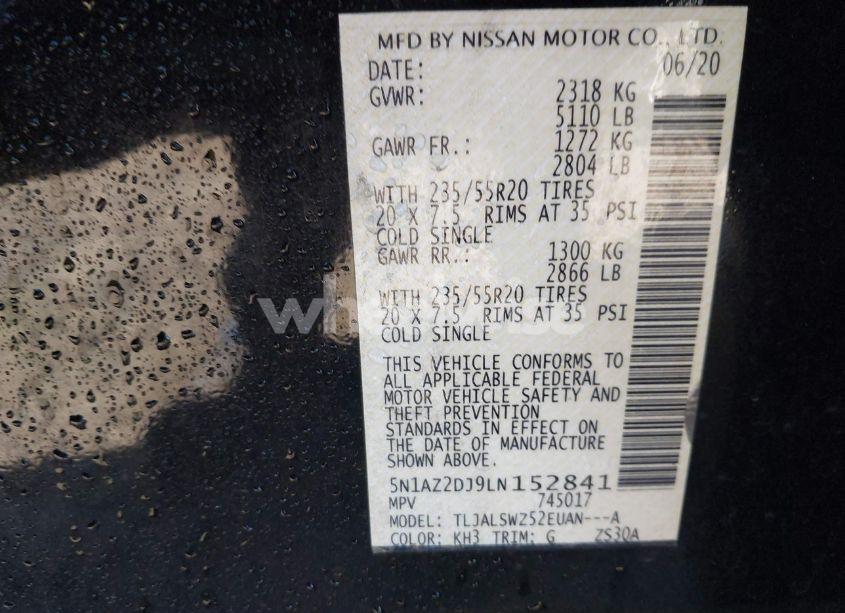 MFD BY NISSAN MOTOR CO., LTD.
DATE: 06/20
GVWR: 2318 KG
5110 LB
GAWR FR.: 1272 KG
2804 LB
WITH 235/55R20 TIRES
20 X 7.5 RIMS AT 35 PSI
COLD SINGLE
GAWR RR.: 1300 KG
2866 LB
WITH 235/55R20 TIRES
20 X 7.5 RIMS AT 35 PSI
COLD SINGLE
THIS VEHICLE CONFORMS TO
ALL APPLICABLE FEDERAL
MOTOR VEHICLE SAFETY AND
THEFT PREVENTION
STANDARDS IN EFFECT ON
THE DATE OF MANUFACTURE
SHOWN ABOVE.
5N1AZ2DJ9LN152841
MPV 745017
MODEL: TLJALSWZ52EUAN---A
COLOR: KH3 TRIM: G ZS30A